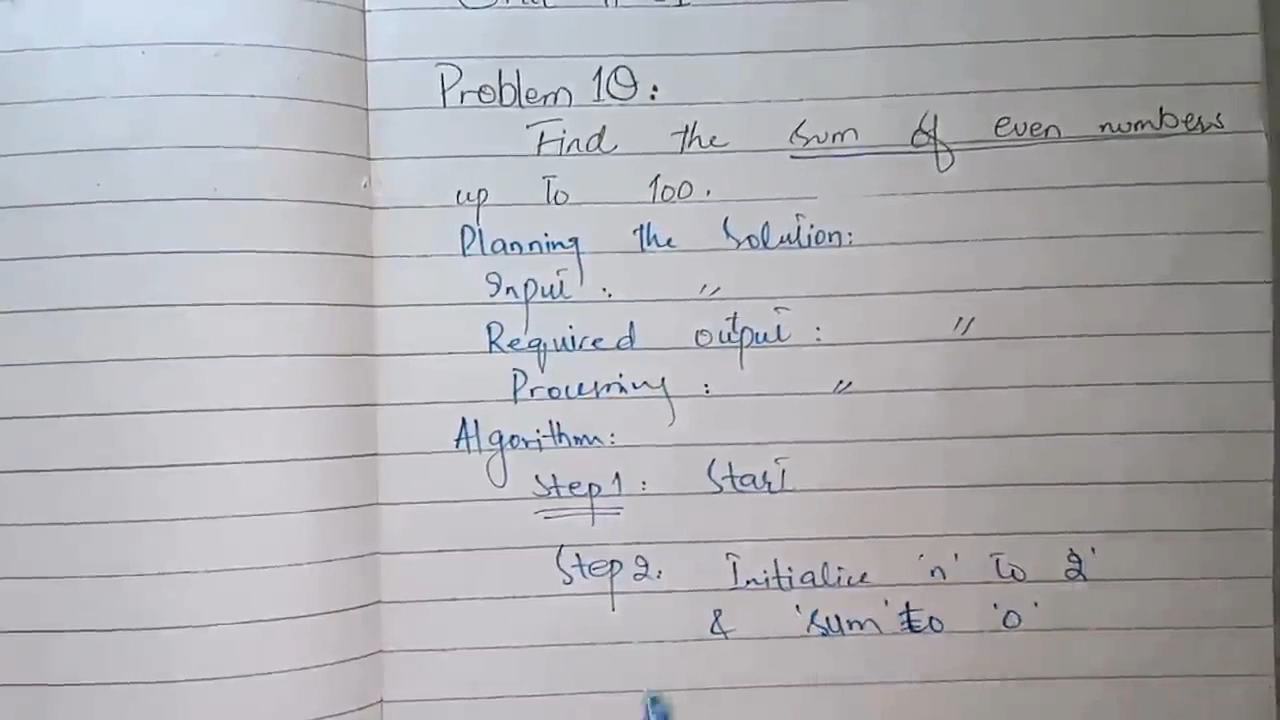 Problem 10:
Find the sum of even numbers
up to 100.
Planning the Solution:
Input : "
Required output : "
Processing : "
Algorithm:
Step 1: Start
Step 2: Initialize 'n' to 2'
& 'sum' to '0'